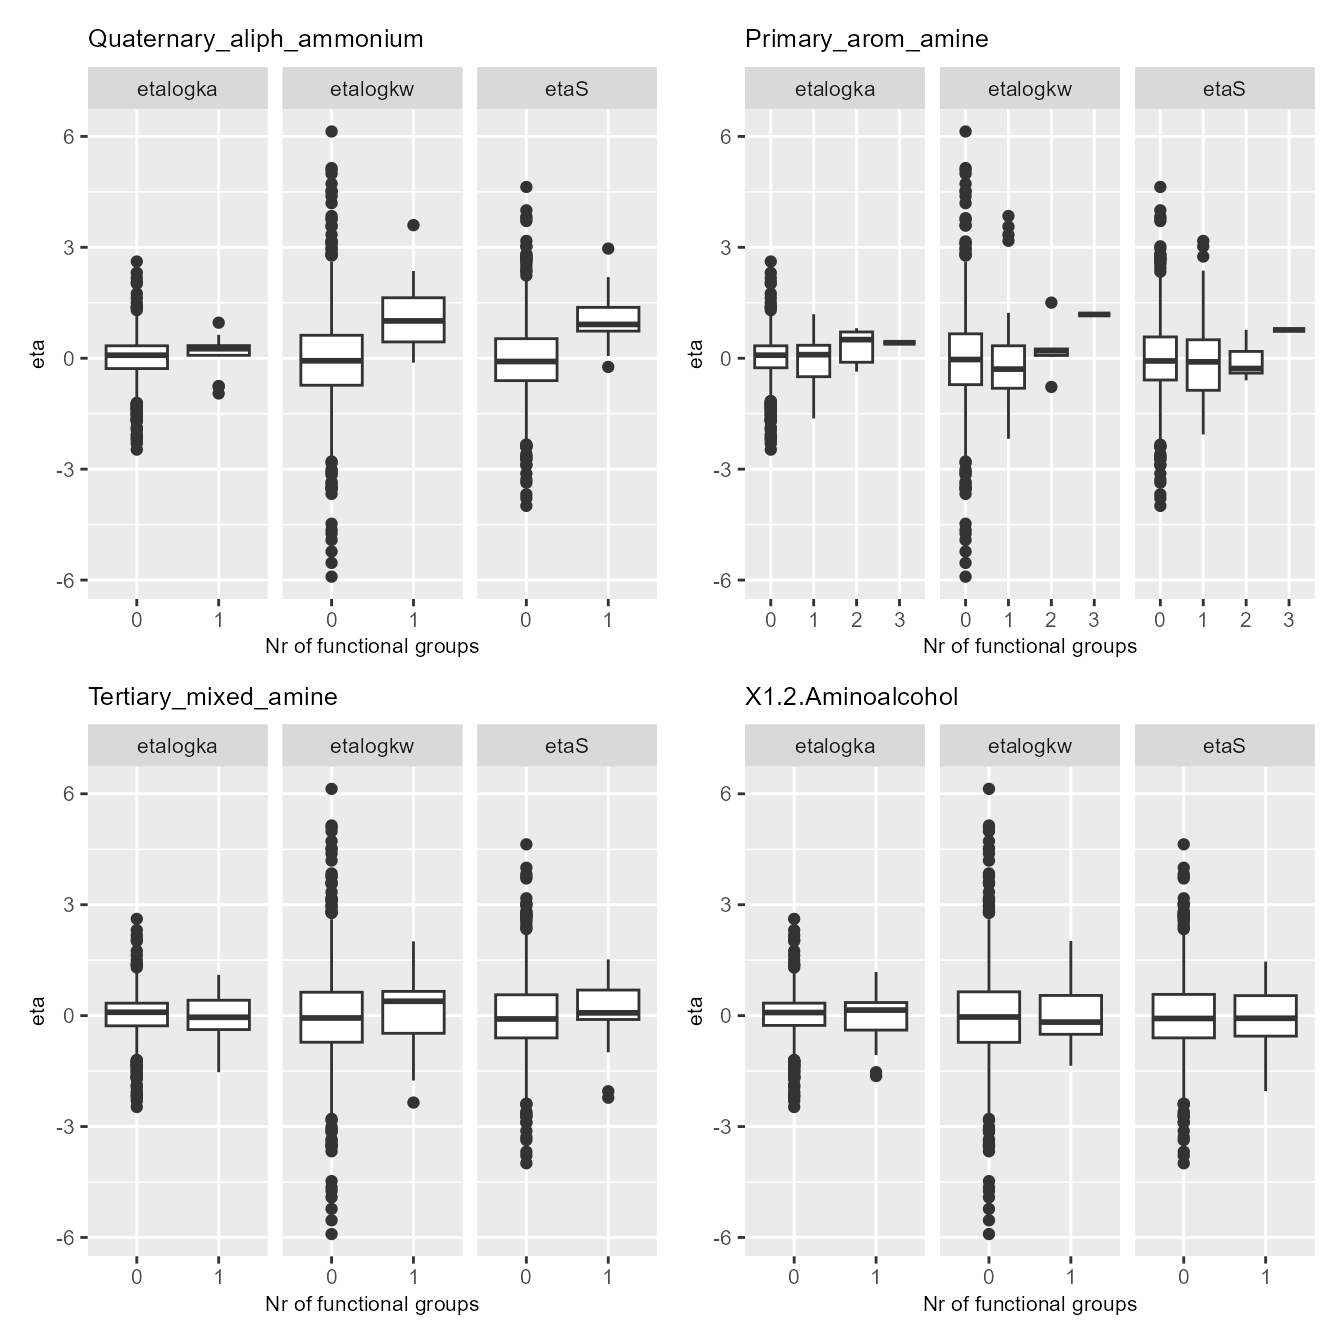 Quaternary_aliph_ammonium
etalogka etalogkw etaS
eta
6
3
0
-3
-6
0 1 0 1 0 1
Nr of functional groups
Primary_arom_amine
etalogka etalogkw etaS
eta
6
3
0
-3
-6
0 1 2 3 0 1 2 3 0 1 2 3
Nr of functional groups
Tertiary_mixed_amine
etalogka etalogkw etaS
eta
6
3
0
-3
-6
0 1 0 1 0 1
Nr of functional groups
X1.2.Aminoalcohol
etalogka etalogkw etaS
eta
6
3
0
-3
-6
0 1 0 1 0 1
Nr of functional groups